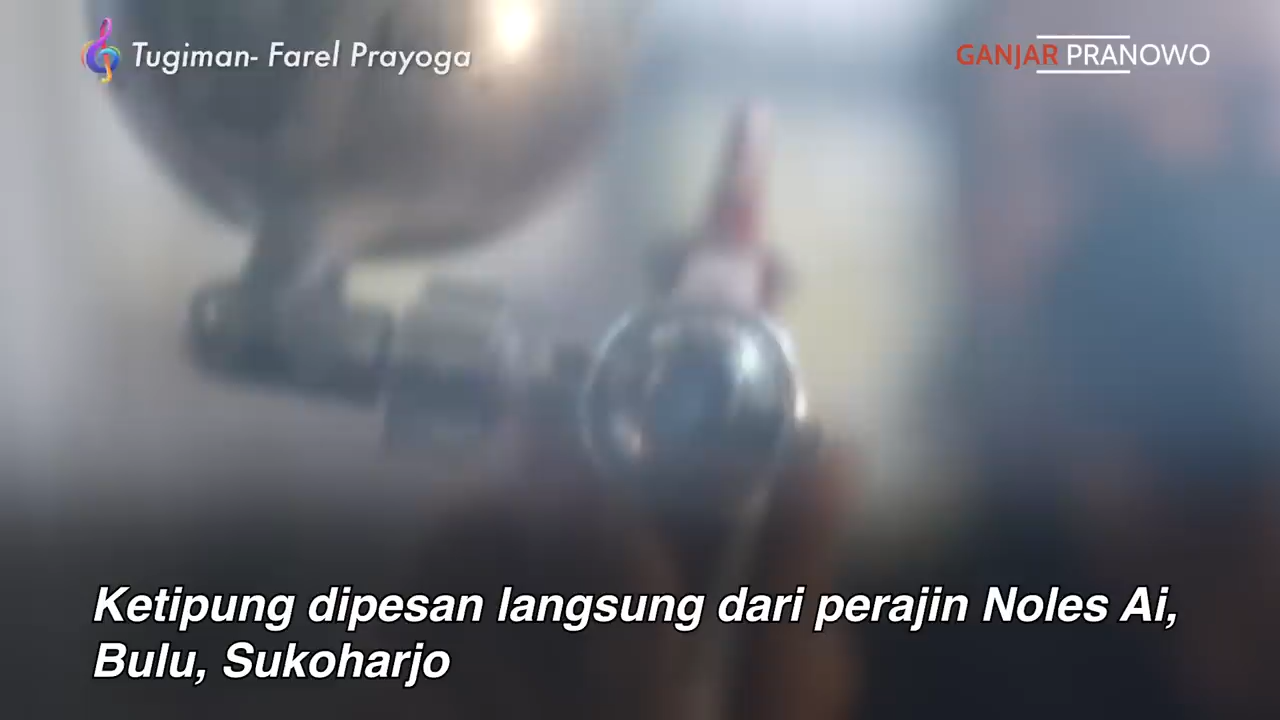 Tugiman- Farel Prayoga
GANJAR PRANOWO
Ketipung dipesan langsung dari perajin Noles Ai,
Bulu, Sukoharjo